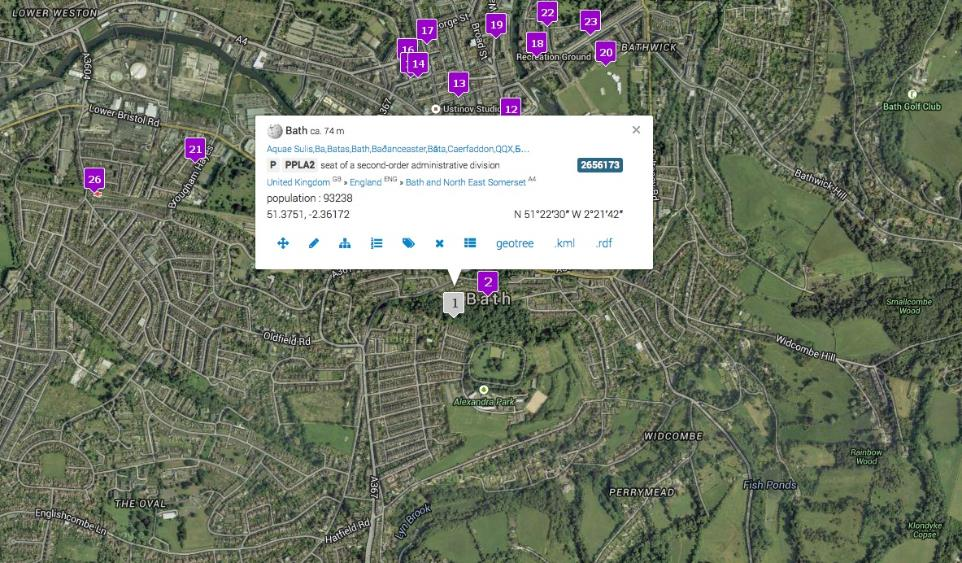 LOWER WESTON
22
23
19
17
orge St
A4
Broad St
18
16
BATHWICK
20
Recreation Ground
14
A3604
13
Bath Golf Club
A367
Ustinov Studio
12
Lower Bristol Rd
21
Brougham Hayes
26
Bathwick Hill
Bath ca. 74 m
×
Aquae Sulis,Ba,Batas,Bath,Baðanceaster,Bāta,Caerfaddon,QQX,Б...
P PPLA2 seat of a second-order administrative division 2656173
United Kingdom GB » England ENG » Bath and North East Somerset A4
population : 93238
51.3751, -2.36172 N 51°22'30" W 2°21'42"
geotree .kml .rdf
2
1
Bath
Smallcombe
Wood
Oldfield Rd
Widcombe Hill
Alexandra Park
WIDCOMBE
Rainbow
Wood
A367
Fish Ponds
PERRYMEAD
THE OVAL
Englishcombe Ln
Hatfield Rd
Lyn Brook
Klondyke
Copse